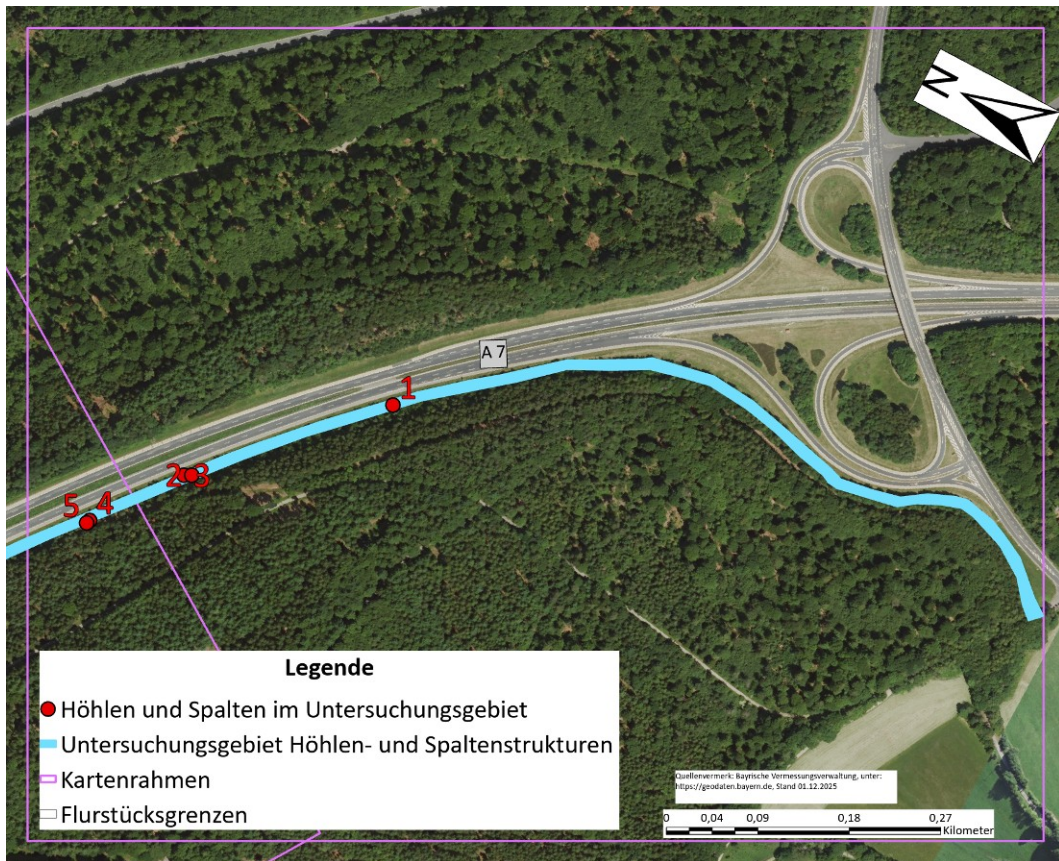 N
A 7
1
2 3
5 4
Legende
Höhlen und Spalten im Untersuchungsgebiet
Untersuchungsgebiet Höhlen- und Spaltenstrukturen
Kartenrahmen
Flurstücksgrenzen
Quellenvermerk: Bayrische Vermessungsverwaltung, unter:
https://geodaten.bayern.de, Stand 01.12.2025
0 0,04 0,09 0,18 0,27
Kilometer